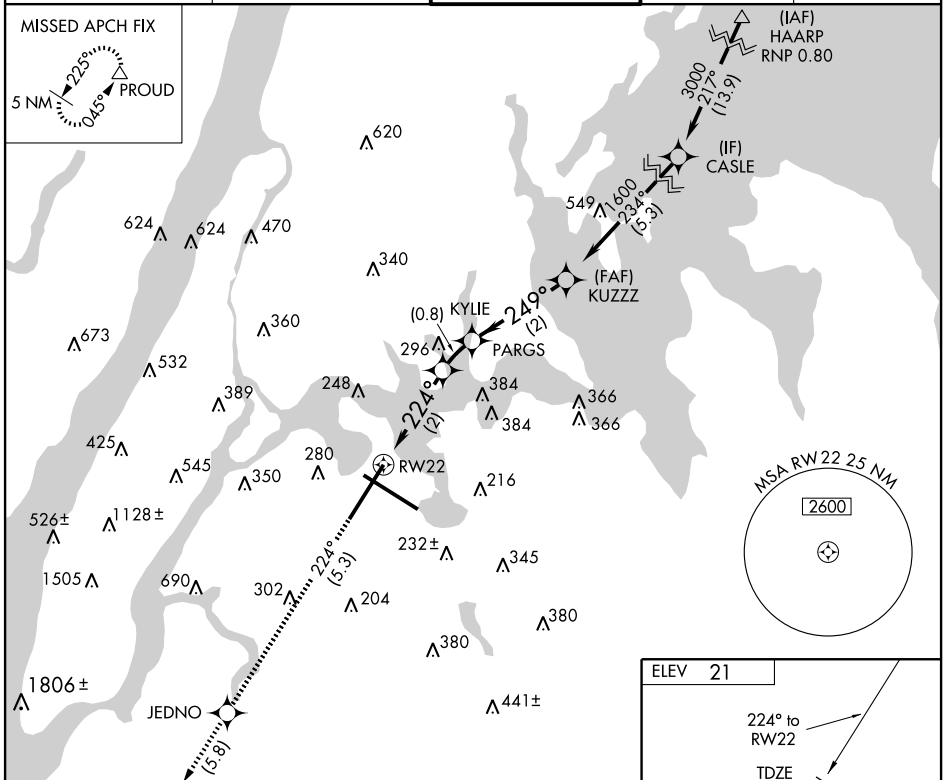 MISSED APCH FIX
225°
5 NM
PROUD
045°
(IAF)
HAARP
RNP 0.80
3000
217°
(13.9)
620
(IF)
CASLE
549
1600
234°
(5.3)
624
624
470
340
(FAF)
KUZZZ
KYLIE
249°
(2)
(0.8)
360
673
296
PARGS
532
389
248
224°
(2)
384
384
366
366
425
545
350
280
RW22
216
MSA RW 22 25 NM
2600
526±
1128±
232±
345
1505
690
302
224°
(5.3)
204
380
380
1806±
JEDNO
441±
(5.8)
ELEV 21
224° to
RW22
TDZE